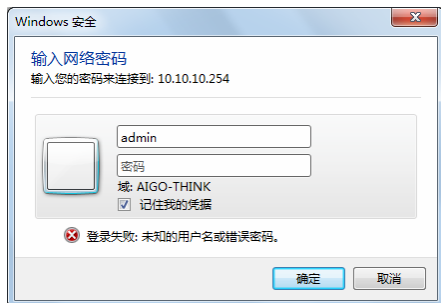 Windows 安全
输入网络密码
输入您的密码来连接到: 10.10.10.254
admin
密码
域: AIGO-THINK
记住我的凭据
登录失败: 未知的用户名或错误密码。
确定
取消